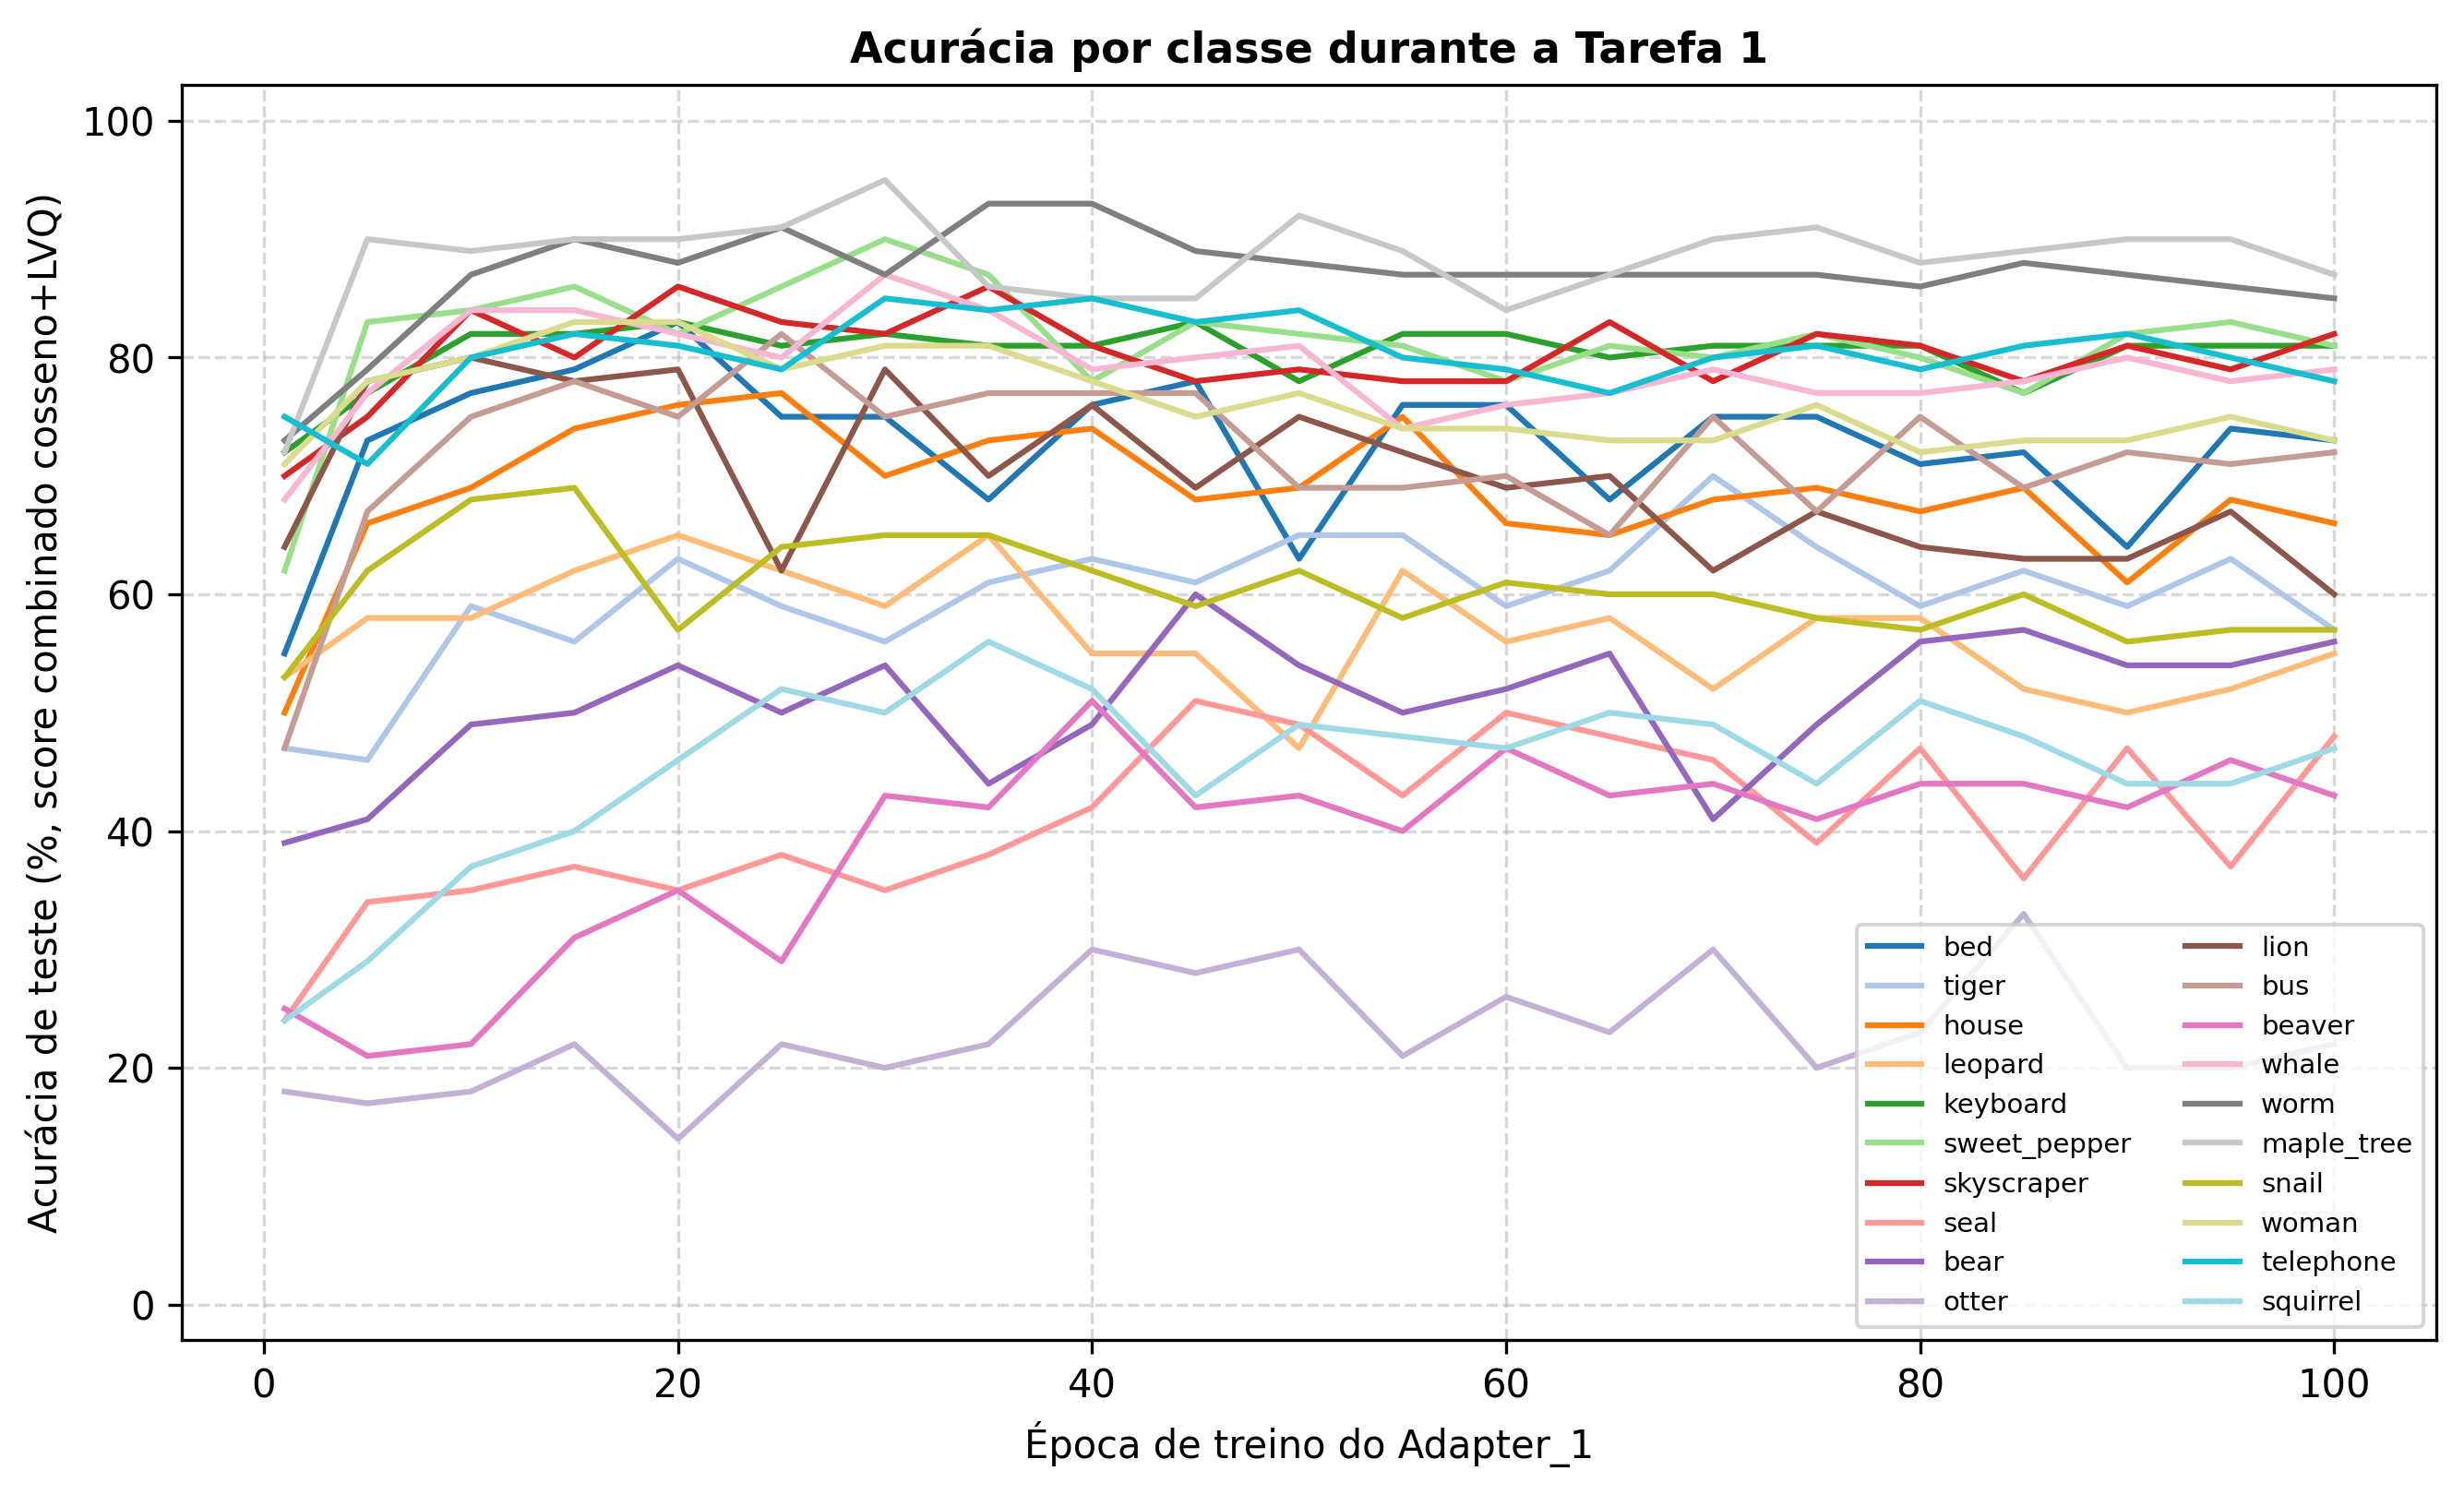 Acurácia por classe durante a Tarefa 1
Acurácia de teste (%, score combinado cosseno+LVQ)
100
80
60
40
20
0
bed
tiger
house
leopard
keyboard
sweet_pepper
skyscraper
seal
bear
otter
lion
bus
beaver
whale
worm
maple_tree
snail
woman
telephone
squirrel
0 20 40 60 80 100
Época de treino do Adapter_1